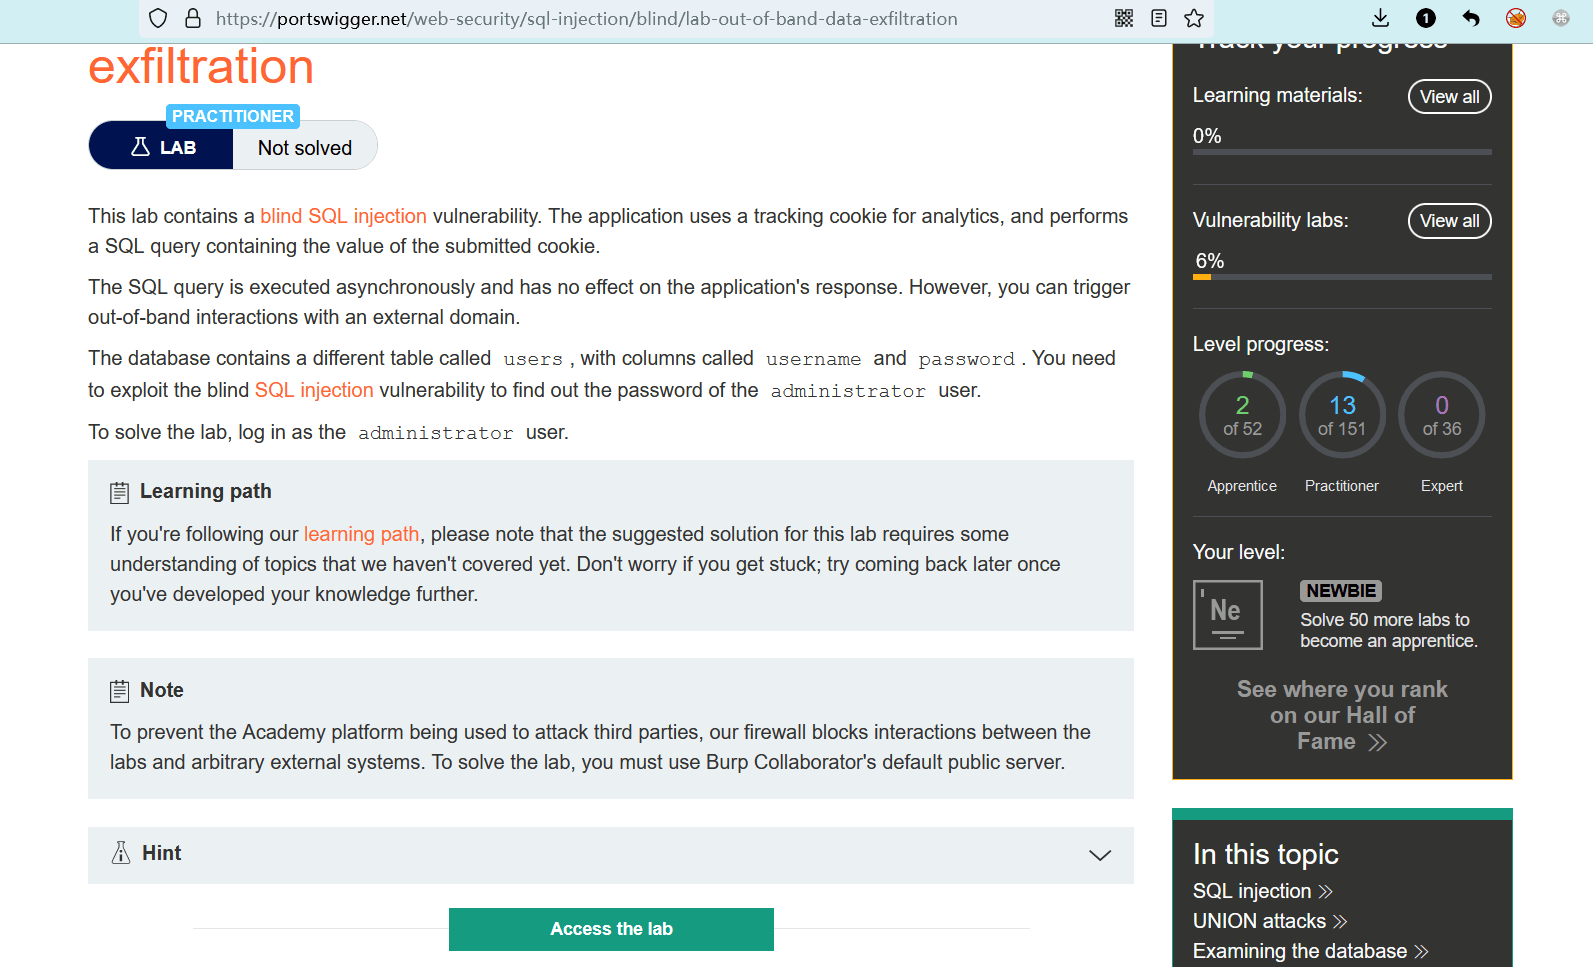 https://portswigger.net/web-security/sql-injection/blind/lab-out-of-band-data-exfiltration
1
exfiltration
PRACTITIONER
LAB
Not solved
This lab contains a blind SQL injection vulnerability. The application uses a tracking cookie for analytics, and performs
a SQL query containing the value of the submitted cookie.
The SQL query is executed asynchronously and has no effect on the application's response. However, you can trigger
out-of-band interactions with an external domain.
The database contains a different table called users, with columns called username and password. You need
to exploit the blind SQL injection vulnerability to find out the password of the administrator user.
To solve the lab, log in as the administrator user.
Learning path
If you're following our learning path, please note that the suggested solution for this lab requires some
understanding of topics that we haven't covered yet. Don't worry if you get stuck; try coming back later once
you've developed your knowledge further.
Note
To prevent the Academy platform being used to attack third parties, our firewall blocks interactions between the
labs and arbitrary external systems. To solve the lab, you must use Burp Collaborator's default public server.
Hint
Access the lab
Track your progress
Learning materials:
View all
0%
Vulnerability labs:
View all
6%
Level progress:
2
of 52
13
of 151
0
of 36
Apprentice
Practitioner
Expert
Your level:
Ne
NEWBIE
Solve 50 more labs to
become an apprentice.
See where you rank
on our Hall of
Fame
In this topic
SQL injection
UNION attacks
Examining the database